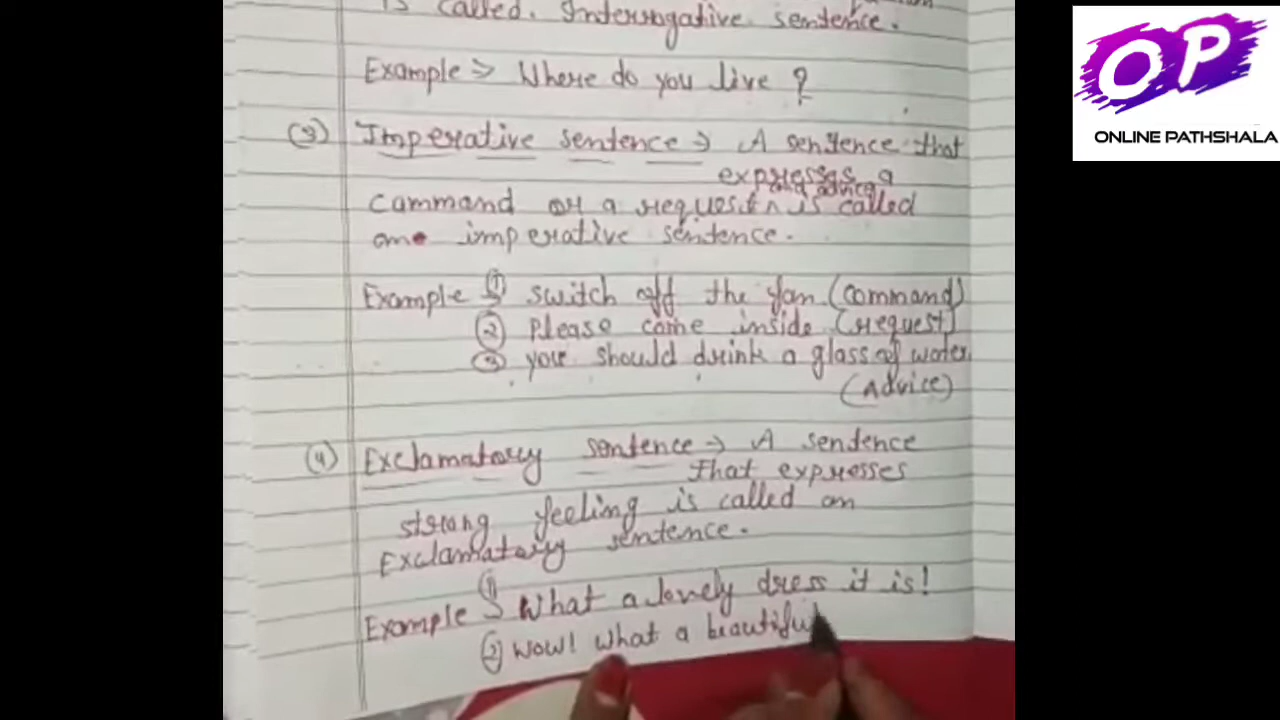 is called. Interrogative sentence.
Example => Where do you live ?
(3) Imperative sentence → A sentence that
expresses a
and advice
command or a request ^ is called
an imperative sentence.
Example → ① switch off the fan (command)
② please come inside (request)
③ you should drink a glass of water
(advice)
(4) Exclamatory sentence → A sentence
that expresses
strong feeling is called an
Exclamatory sentence.
Example → ① What a lovely dress it is!
② Wow! what a beautiful
OP
ONLINE PATHSHALA